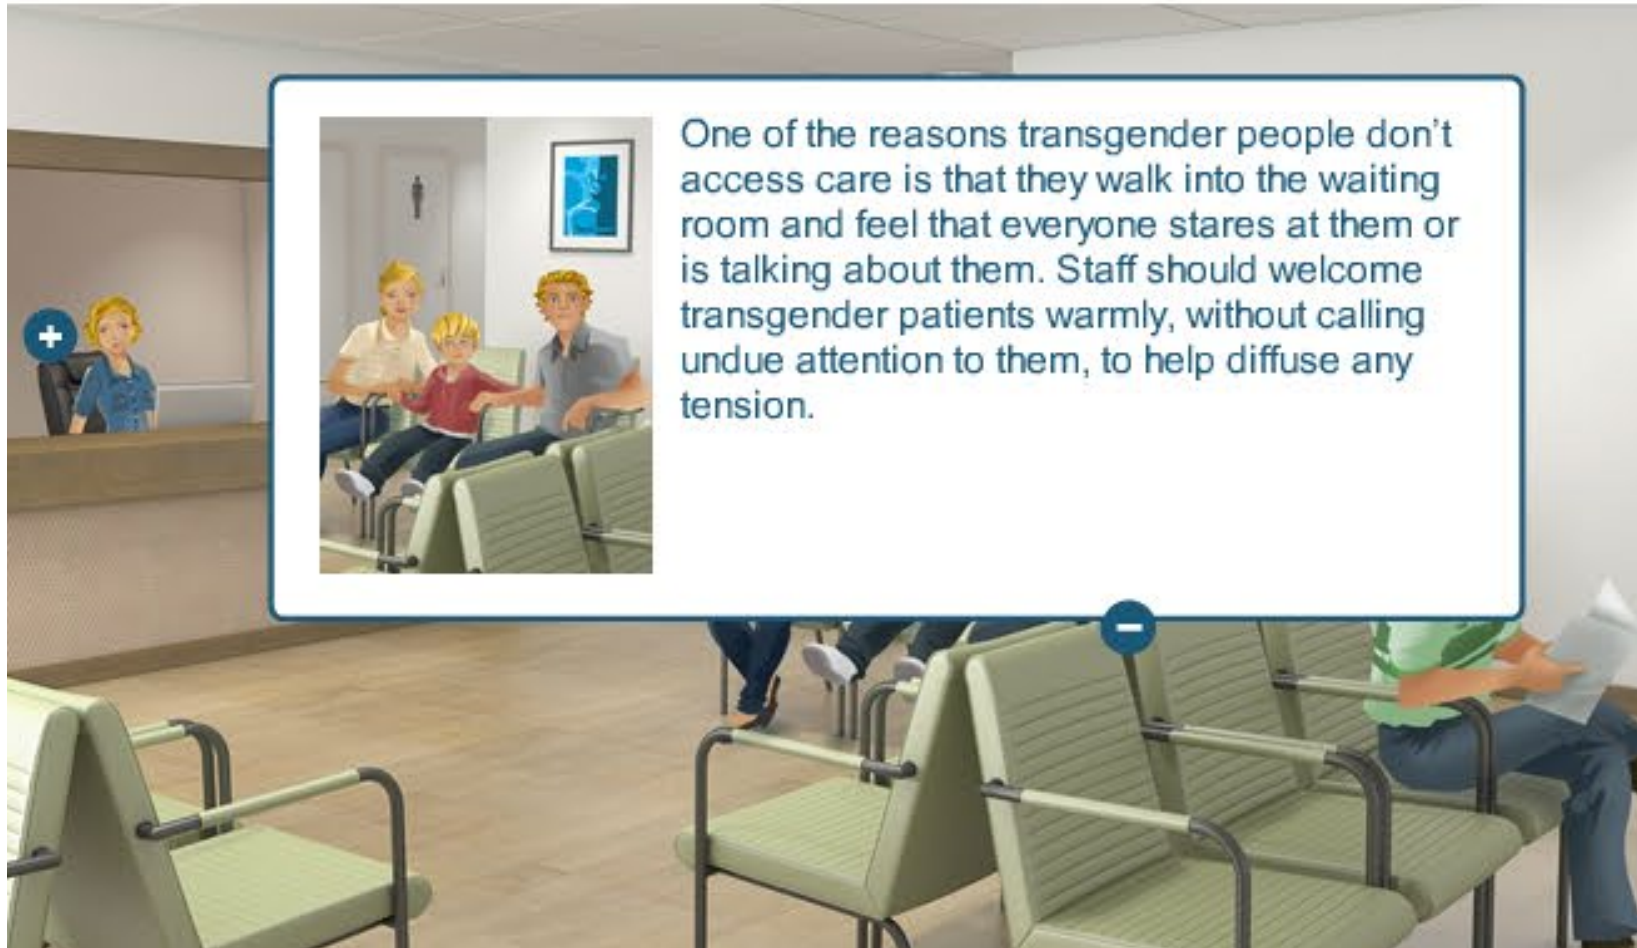 One of the reasons transgender people don't
access care is that they walk into the waiting
room and feel that everyone stares at them or
is talking about them. Staff should welcome
transgender patients warmly, without calling
undue attention to them, to help diffuse any
tension.